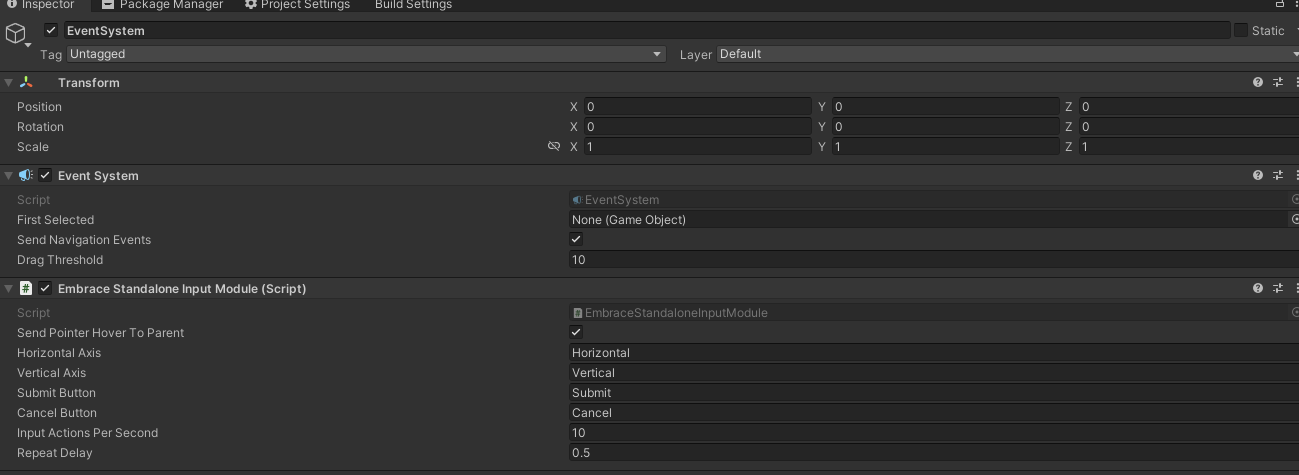 Inspector Package Manager Project Settings Build Settings
EventSystem Static
Tag Untagged Layer Default
Transform
Position X 0 Y 0 Z 0
Rotation X 0 Y 0 Z 0
Scale X 1 Y 1 Z 1
Event System
Script EventSystem
First Selected None (Game Object)
Send Navigation Events
Drag Threshold 10
Embrace Standalone Input Module (Script)
Script EmbraceStandaloneInputModule
Send Pointer Hover To Parent
Horizontal Axis Horizontal
Vertical Axis Vertical
Submit Button Submit
Cancel Button Cancel
Input Actions Per Second 10
Repeat Delay 0.5